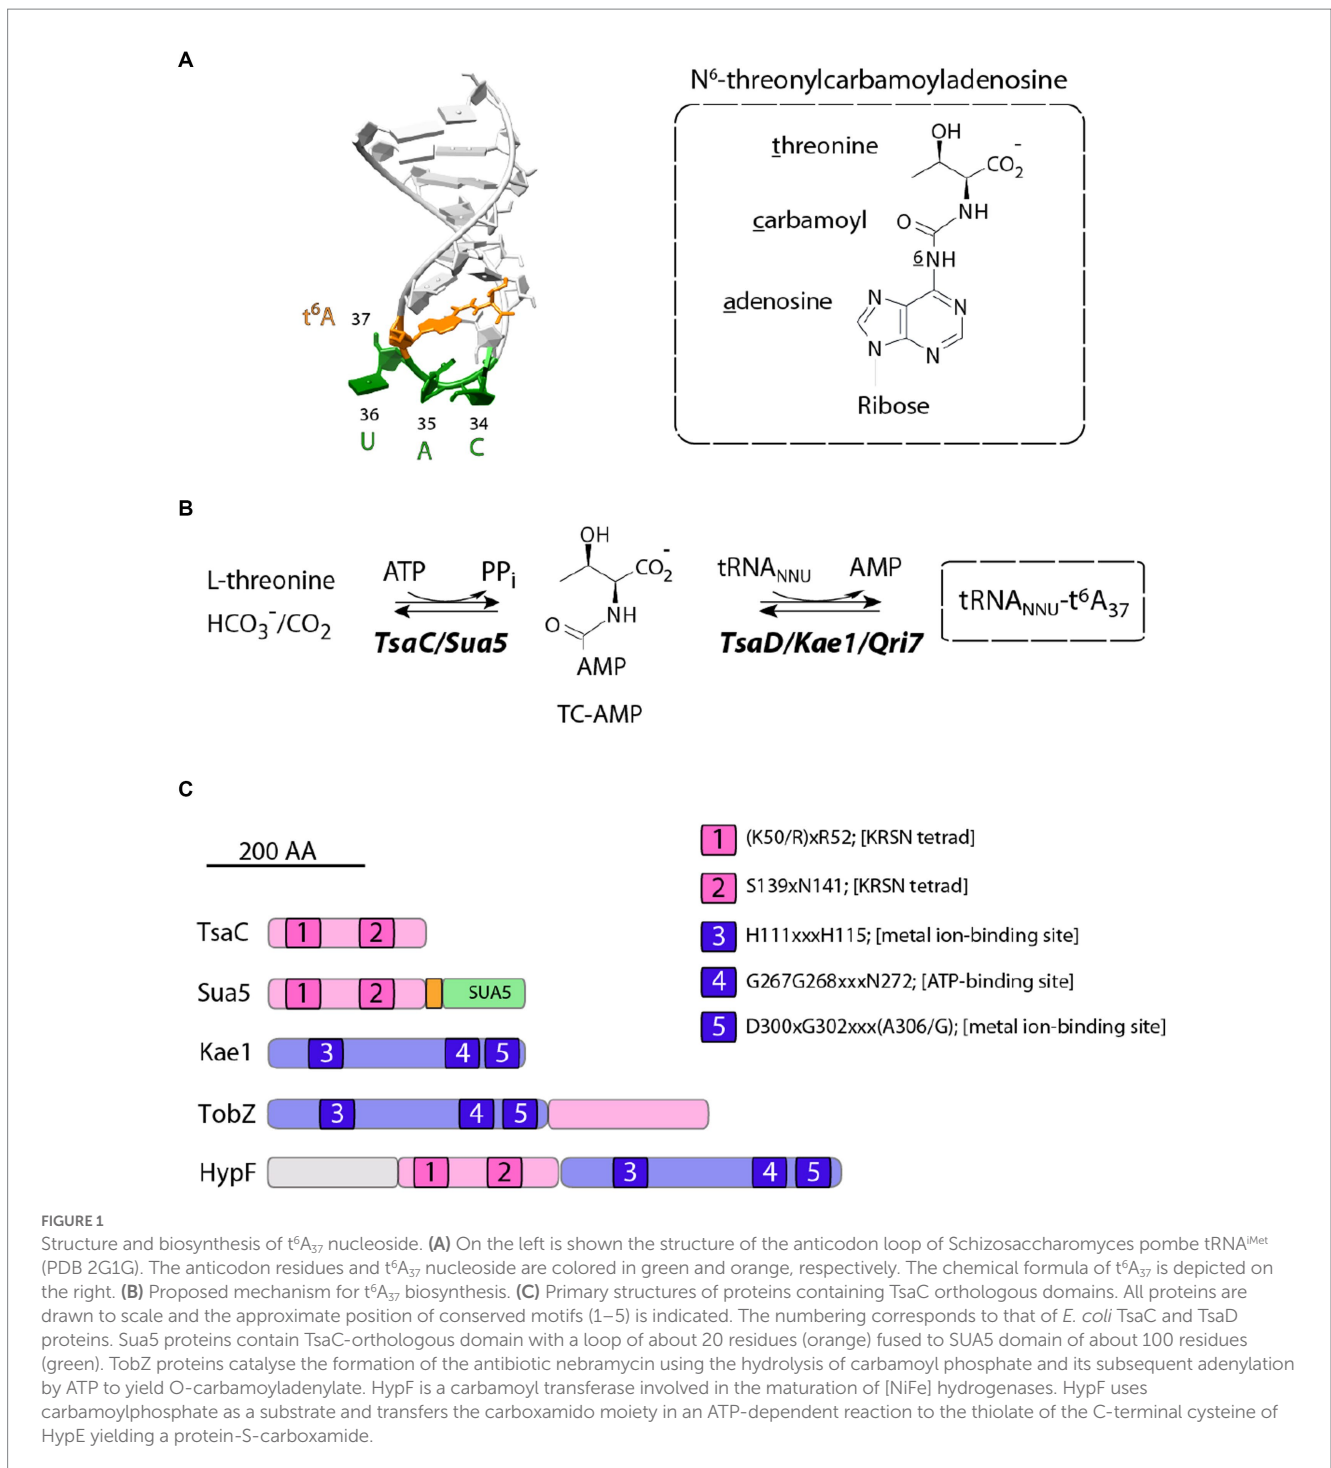 A
N⁶-threonylcarbamoyladenosine
threonine
OH
CO₂⁻
carbamoyl
O
NH
6
NH
adenosine
N
N
N
N
Ribose
t⁶A 37
36
U
35
A
34
C
B
L-threonine
HCO₃⁻/CO₂
ATP PPᵢ
TsaC/Sua5
OH
CO₂⁻
NH
O
AMP
TC-AMP
tRNA_NNU AMP
TsaD/Kae1/Qri7
tRNA_NNU-t⁶A₃₇
C
200 AA
TsaC 1 2
Sua5 1 2 SUA5
Kae1 3 4 5
TobZ 3 4 5
HypF 1 2 3 4 5
1 (K50/R)xR52; [KRSN tetrad]
2 S139xN141; [KRSN tetrad]
3 H111xxxH115; [metal ion-binding site]
4 G267G268xxxN272; [ATP-binding site]
5 D300xG302xxx(A306/G); [metal ion-binding site]
FIGURE 1
Structure and biosynthesis of t⁶A₃₇ nucleoside. (A) On the left is shown the structure of the anticodon loop of Schizosaccharomyces pombe tRNAⁱᴹᵉᵗ
(PDB 2G1G). The anticodon residues and t⁶A₃₇ nucleoside are colored in green and orange, respectively. The chemical formula of t⁶A₃₇ is depicted on
the right. (B) Proposed mechanism for t⁶A₃₇ biosynthesis. (C) Primary structures of proteins containing TsaC orthologous domains. All proteins are
drawn to scale and the approximate position of conserved motifs (1–5) is indicated. The numbering corresponds to that of E. coli TsaC and TsaD
proteins. Sua5 proteins contain TsaC-orthologous domain with a loop of about 20 residues (orange) fused to SUA5 domain of about 100 residues
(green). TobZ proteins catalyse the formation of the antibiotic nebramycin using the hydrolysis of carbamoyl phosphate and its subsequent adenylation
by ATP to yield O-carbamoyladenylate. HypF is a carbamoyl transferase involved in the maturation of [NiFe] hydrogenases. HypF uses
carbamoylphosphate as a substrate and transfers the carboxamido moiety in an ATP-dependent reaction to the thiolate of the C-terminal cysteine of
HypE yielding a protein-S-carboxamide.